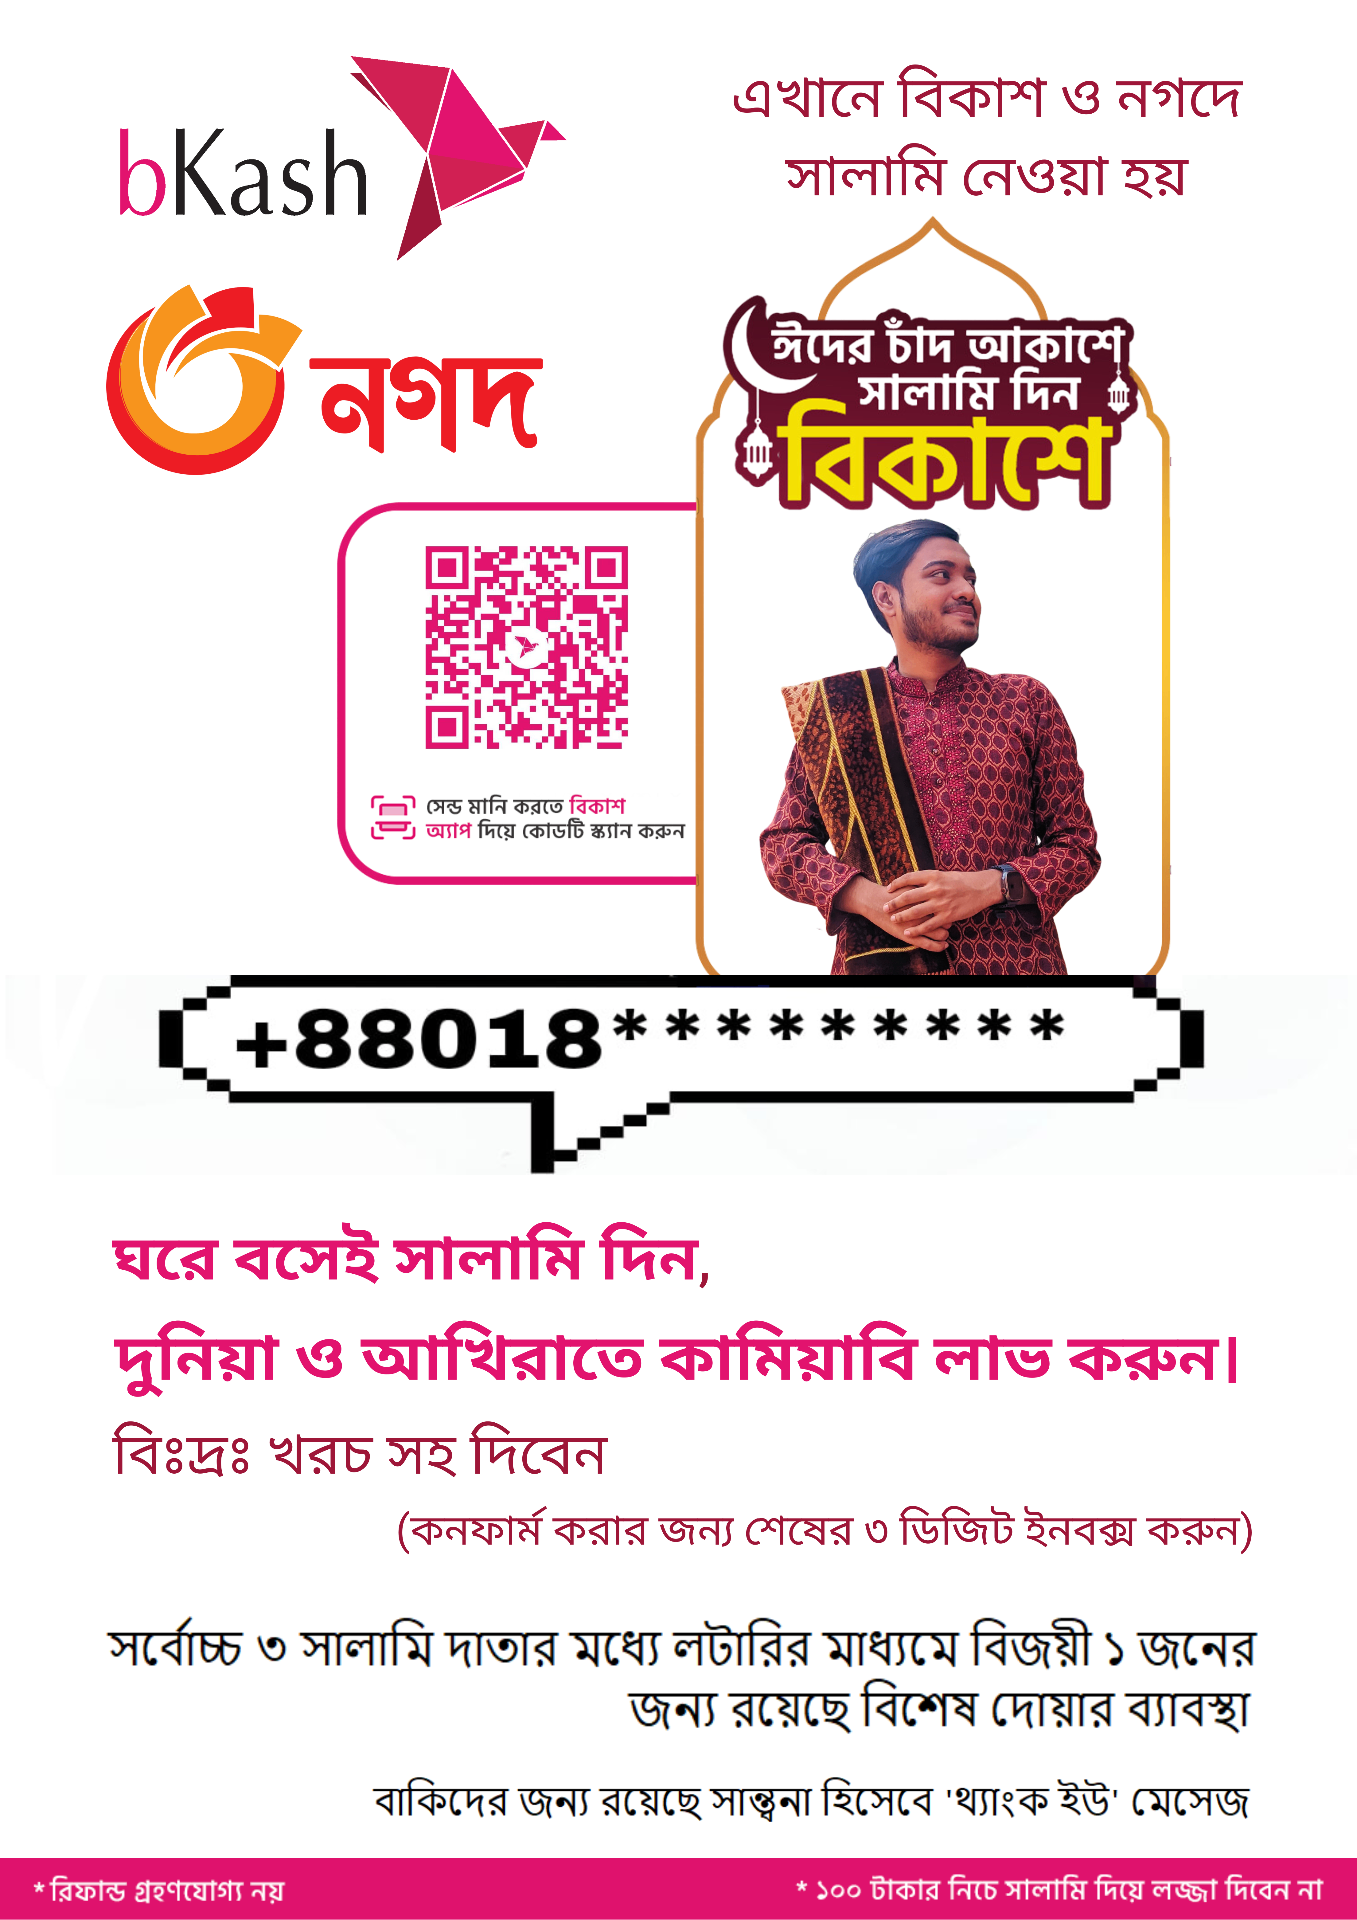 bKash
এখানে বিকাশ ও নগদে
সালামি নেওয়া হয়
নগদ
ঈদের চাঁদ আকাশে
সালামি দিন
বিকাশে
সেন্ড মানি করতে বিকাশ
অ্যাপ দিয়ে কোডটি স্ক্যান করুন
+88018*********
ঘরে বসেই সালামি দিন,
দুনিয়া ও আখিরাতে কামিয়াবি লাভ করুন।
বিঃদ্রঃ খরচ সহ দিবেন
(কনফার্ম করার জন্য শেষের ৩ ডিজিট ইনবক্স করুন)
সর্বোচ্চ ৩ সালামি দাতার মধ্যে লটারির মাধ্যমে বিজয়ী ১ জনের
জন্য রয়েছে বিশেষ দোয়ার ব্যাবস্থা
বাকিদের জন্য রয়েছে সান্ত্বনা হিসেবে 'থ্যাংক ইউ' মেসেজ
* রিফান্ড গ্রহণযোগ্য নয়
* ১০০ টাকার নিচে সালামি দিয়ে লজ্জা দিবেন না